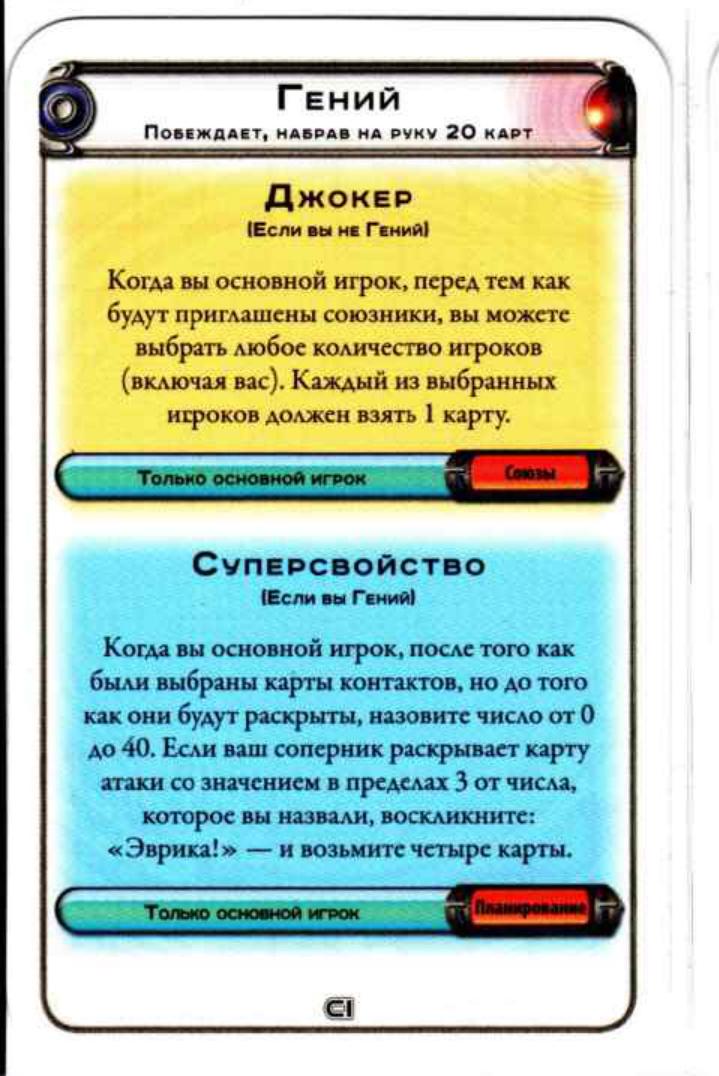 Гений
Побеждает, набрав на руку 20 карт
Джокер
(Если вы не Гений)
Когда вы основной игрок, перед тем как
будут приглашены союзники, вы можете
выбрать любое количество игроков
(включая вас). Каждый из выбранных
игроков должен взять 1 карту.
Только основной игрок
Союзы
Суперсвойство
(Если вы Гений)
Когда вы основной игрок, после того как
были выбраны карты контактов, но до того
как они будут раскрыты, назовите число от 0
до 40. Если ваш соперник раскрывает карту
атаки со значением в пределах 3 от числа,
которое вы назвали, воскликните:
«Эврика!» — и возьмите четыре карты.
Только основной игрок
Планирование
CI